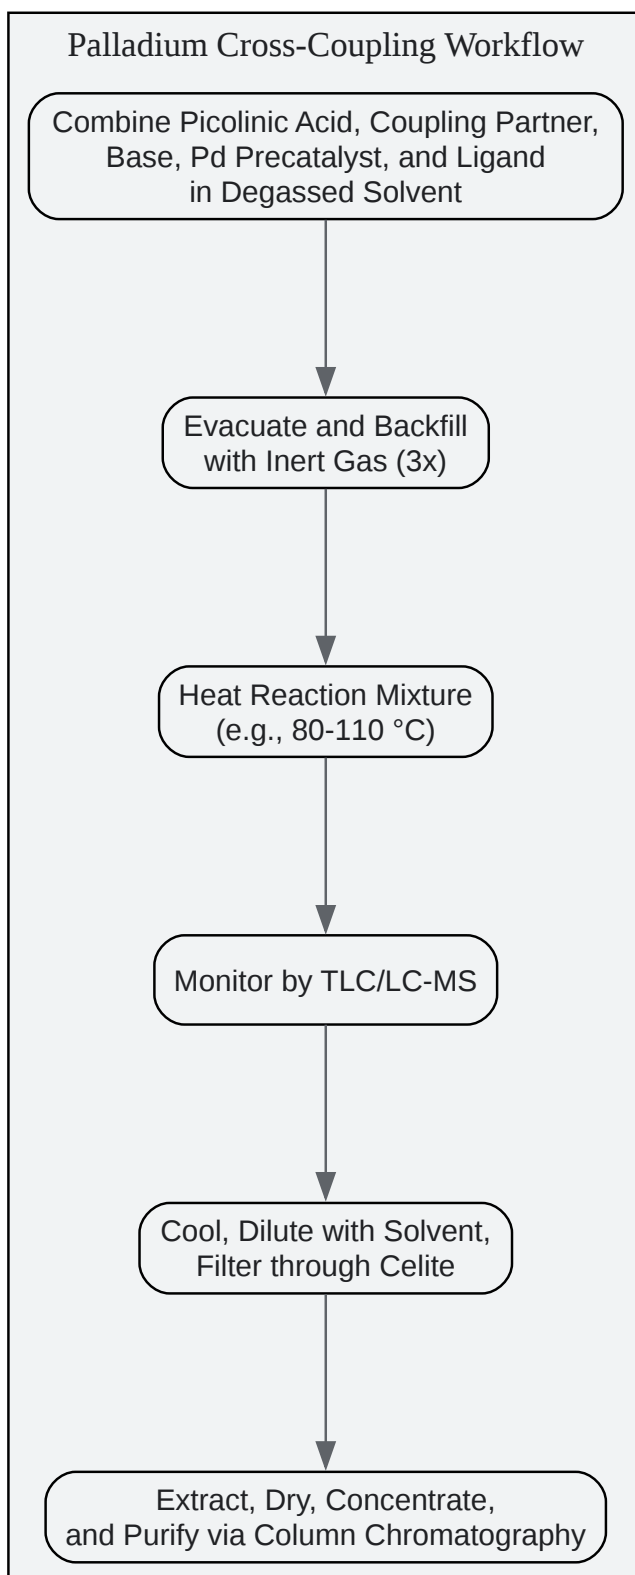 Palladium Cross-Coupling Workflow
Combine Picolinic Acid, Coupling Partner,
Base, Pd Precatalyst, and Ligand
in Degassed Solvent
Evacuate and Backfill
with Inert Gas (3x)
Heat Reaction Mixture
(e.g., 80-110 °C)
Monitor by TLC/LC-MS
Cool, Dilute with Solvent,
Filter through Celite
Extract, Dry, Concentrate,
and Purify via Column Chromatography